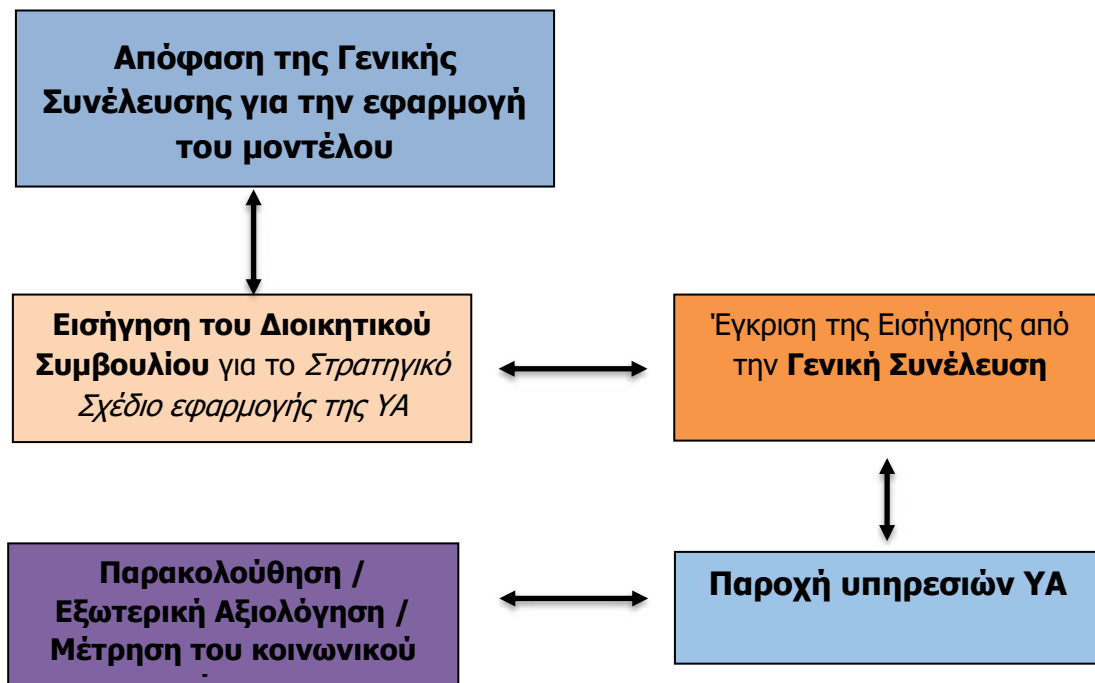 Απόφαση της Γενικής
Συνέλευσης για την εφαρμογή
του μοντέλου
Εισήγηση του Διοικητικού
Συμβουλίου για το Στρατηγικό
Σχέδιο εφαρμογής της ΥΑ
Έγκριση της Εισήγησης από
την Γενική Συνέλευση
Παρακολούθηση /
Εξωτερική Αξιολόγηση /
Μέτρηση του κοινωνικού
Παροχή υπηρεσιών ΥΑ